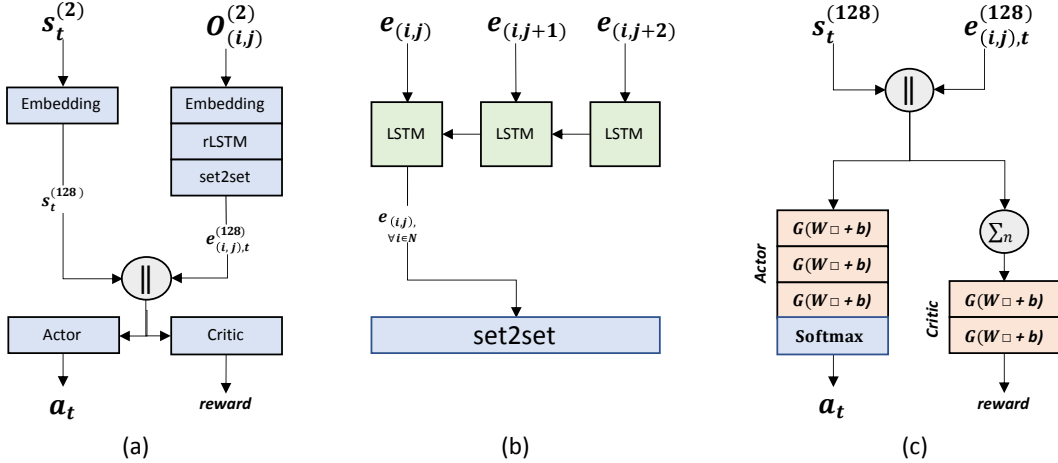 s_t^(2)
O_(i,j)^(2)
Embedding
Embedding
rLSTM
set2set
s_t^(128)
e_(i,j),t^(128)
||
Actor
Critic
a_t
reward
(a)
e_(i,j)
e_(i,j+1)
e_(i,j+2)
LSTM
LSTM
LSTM
e_(i,j),
∀i∈N
set2set
(b)
s_t^(128)
e_(i,j),t^(128)
||
Actor
G(W □ + b)
G(W □ + b)
G(W □ + b)
Softmax
a_t
∑n
Critic
G(W □ + b)
G(W □ + b)
reward
(c)